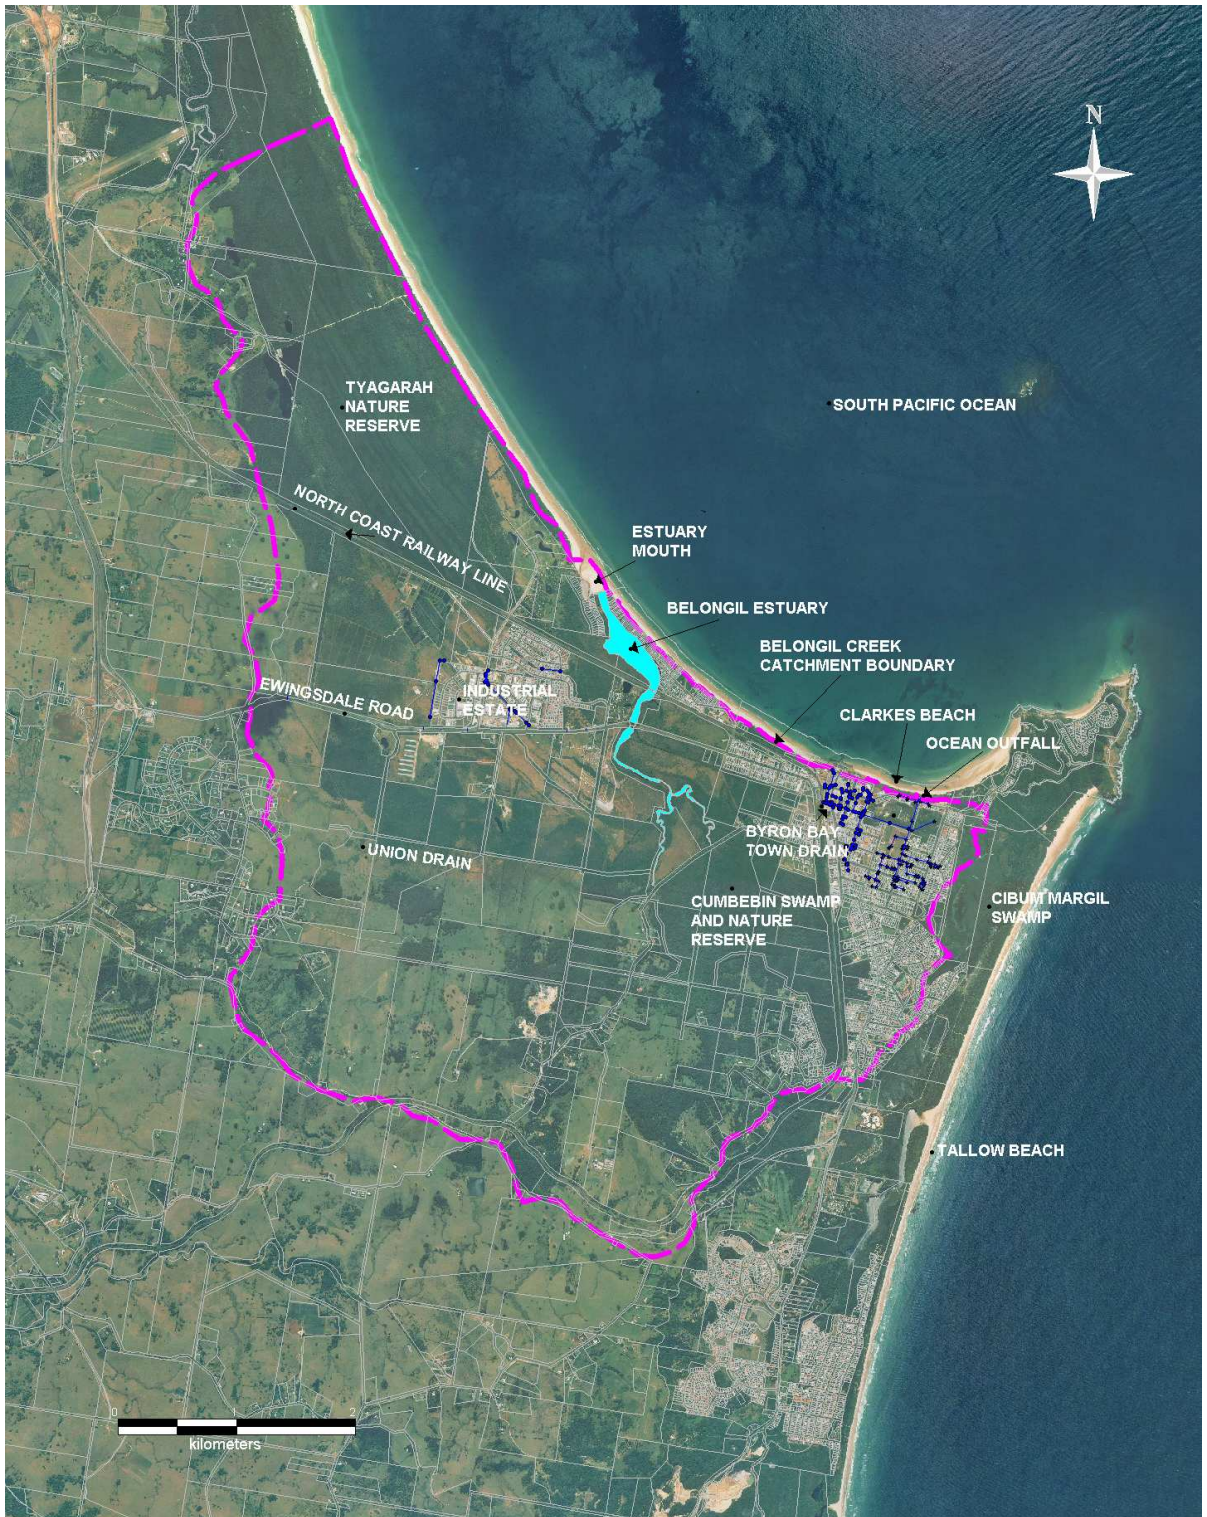 N
TYAGARAH
NATURE
RESERVE
SOUTH PACIFIC OCEAN
NORTH COAST RAILWAY LINE
ESTUARY
MOUTH
BELONGIL ESTUARY
BELONGIL CREEK
CATCHMENT BOUNDARY
EWINGSDALE ROAD
INDUSTRIAL
ESTATE
CLARKES BEACH
OCEAN OUTFALL
BYRON BAY
TOWN DRAIN
UNION DRAIN
CUMBEBIN SWAMP
AND NATURE
RESERVE
CIBUM MARGIL
SWAMP
TALLOW BEACH
0 1 2
kilometers